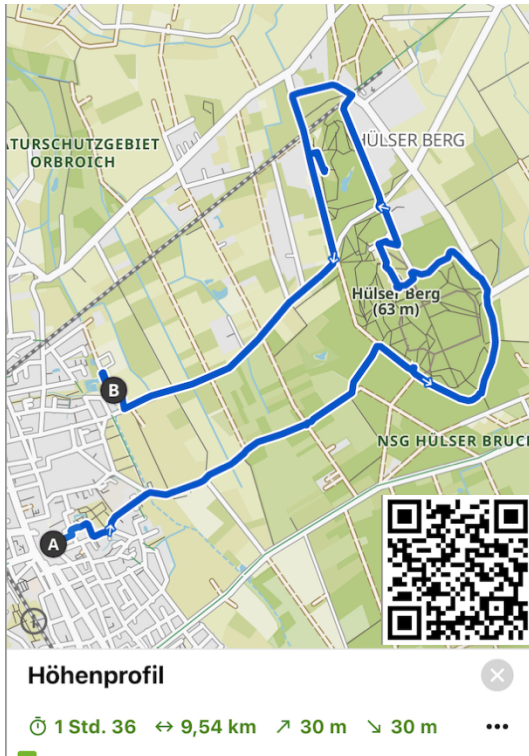 ATURSCHUTZGEBIET
ORBROICH
HÜLSER BERG
Hülser Berg
(63 m)
B
NSG HÜLSER BRUCH
A
Höhenprofil
1 Std. 36 9,54 km 30 m 30 m